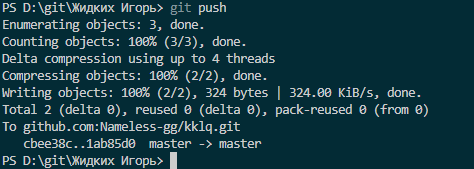 PS D:\git\Жидких Игорь> git push
Enumerating objects: 3, done.
Counting objects: 100% (3/3), done.
Delta compression using up to 4 threads
Compressing objects: 100% (2/2), done.
Writing objects: 100% (2/2), 324 bytes | 324.00 KiB/s, done.
Total 2 (delta 0), reused 0 (delta 0), pack-reused 0 (from 0)
To github.com:Nameless-gg/kklq.git
   cbee38c..1ab85d0  master -> master
PS D:\git\Жидких Игорь>